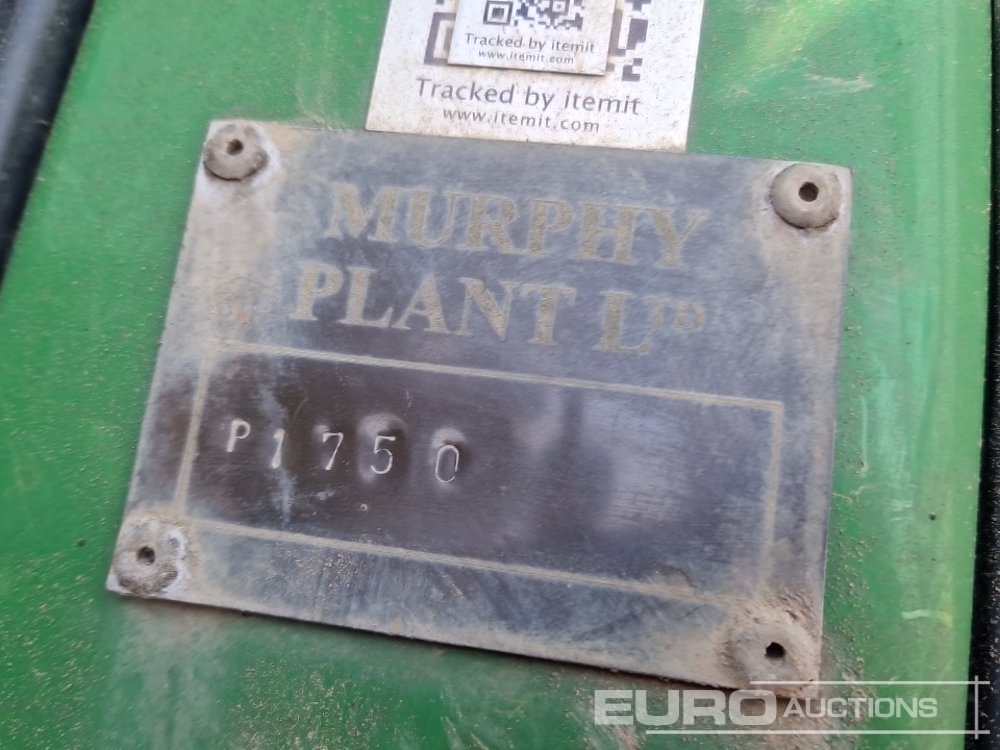 Tracked by itemit
www.itemit.com
Tracked by itemit
www.itemit.com
MURPHY
PLANT LTD
P1750
EURO AUCTIONS